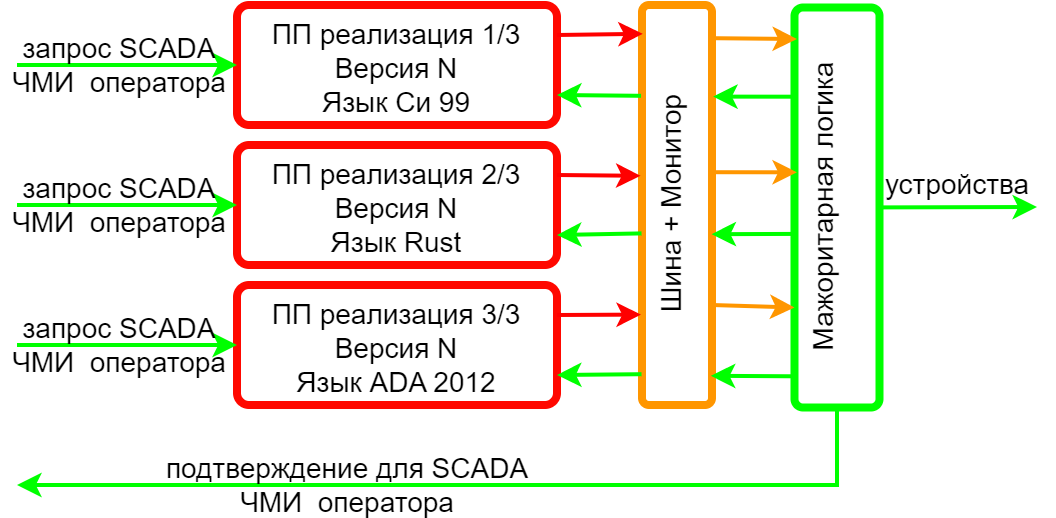 запрос SCADA
ЧМИ оператора
ПП реализация 1/3
Версия N
Язык Си 99
запрос SCADA
ЧМИ оператора
ПП реализация 2/3
Версия N
Язык Rust
запрос SCADA
ЧМИ оператора
ПП реализация 3/3
Версия N
Язык ADA 2012
Шина + Монитор
Мажоритарная логика
устройства
подтверждение для SCADA
ЧМИ оператора